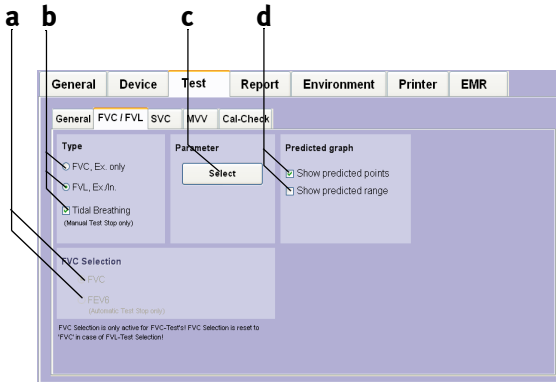 a b c d
General Device Test Report Environment Printer EMR
General FVC / FVL SVC MVV Cal-Check
Type
FVC, Ex. only
FVL, Ex./In.
Tidal Breathing
(Manual Test Stop only)
Parameter
Select
Predicted graph
Show predicted points
Show predicted range
FVC Selection
FVC
FEV6
(Automatic Test Stop only)
FVC Selection is only active for FVC-Test's! FVC Selection is reset to
'FVC' in case of FVL-Test Selection!